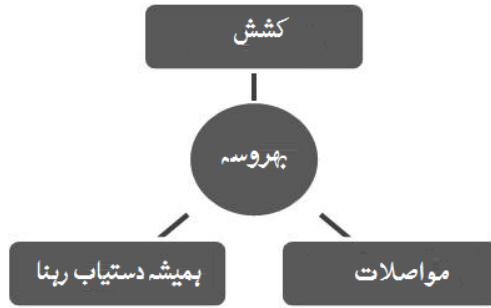 کشش
بھروسہ
مواصلات
ہمیشہ دستیاب رہنا